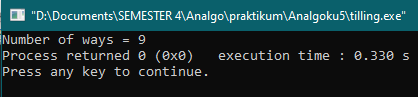 "D:\Documents\SEMESTER 4\Analgo\praktikum\Analgoku5\tilling.exe"
Number of ways = 9
Process returned 0 (0x0)   execution time : 0.330 s
Press any key to continue.